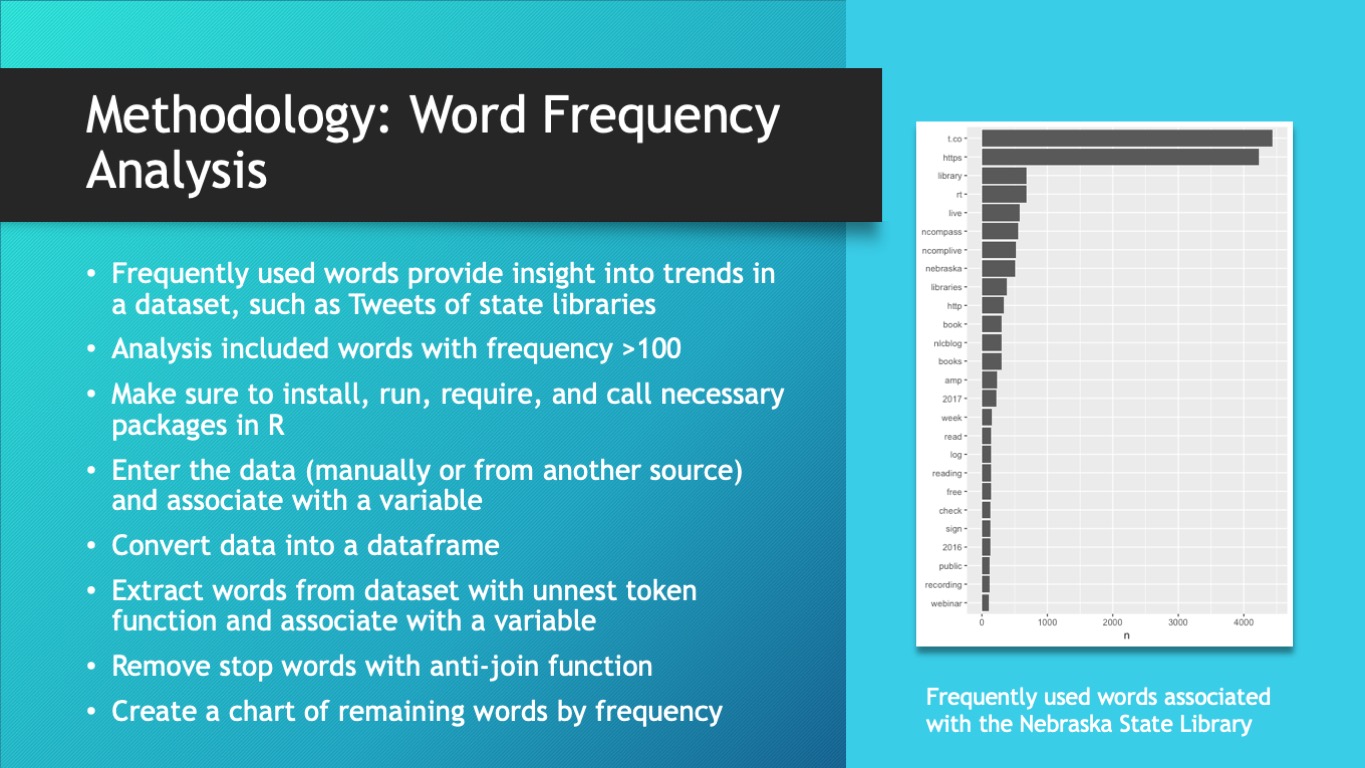 Methodology: Word Frequency
Analysis
• Frequently used words provide insight into trends in
a dataset, such as Tweets of state libraries
• Analysis included words with frequency >100
• Make sure to install, run, require, and call necessary
packages in R
• Enter the data (manually or from another source)
and associate with a variable
• Convert data into a dataframe
• Extract words from dataset with unnest token
function and associate with a variable
• Remove stop words with anti-join function
• Create a chart of remaining words by frequency
t.co
https
library
rt
live
ncompass
ncomplive
nebraska
libraries
http
book
nlcblog
books
amp
2017
week
read
log
reading
free
check
sign
2016
public
recording
webinar
0 1000 2000 3000 4000
n
Frequently used words associated
with the Nebraska State Library